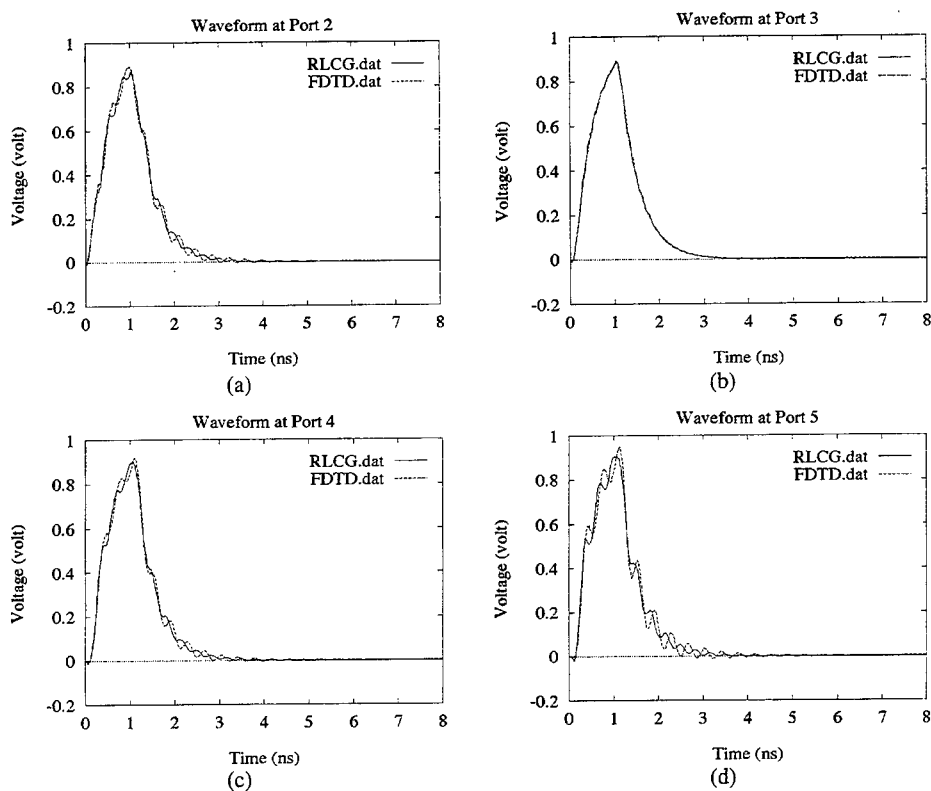 Waveform at Port 2
1
0.8
0.6
0.4
0.2
0
-0.2
0 1 2 3 4 5 6 7 8
Voltage (volt)
Time (ns)
RLCG.dat
FDTD.dat
(a)
Waveform at Port 3
1
0.8
0.6
0.4
0.2
0
-0.2
0 1 2 3 4 5 6 7 8
Voltage (volt)
Time (ns)
RLCG.dat
FDTD.dat
(b)
Waveform at Port 4
1
0.8
0.6
0.4
0.2
0
-0.2
0 1 2 3 4 5 6 7 8
Voltage (volt)
Time (ns)
RLCG.dat
FDTD.dat
(c)
Waveform at Port 5
1
0.8
0.6
0.4
0.2
0
-0.2
0 1 2 3 4 5 6 7 8
Voltage (volt)
Time (ns)
RLCG.dat
FDTD.dat
(d)